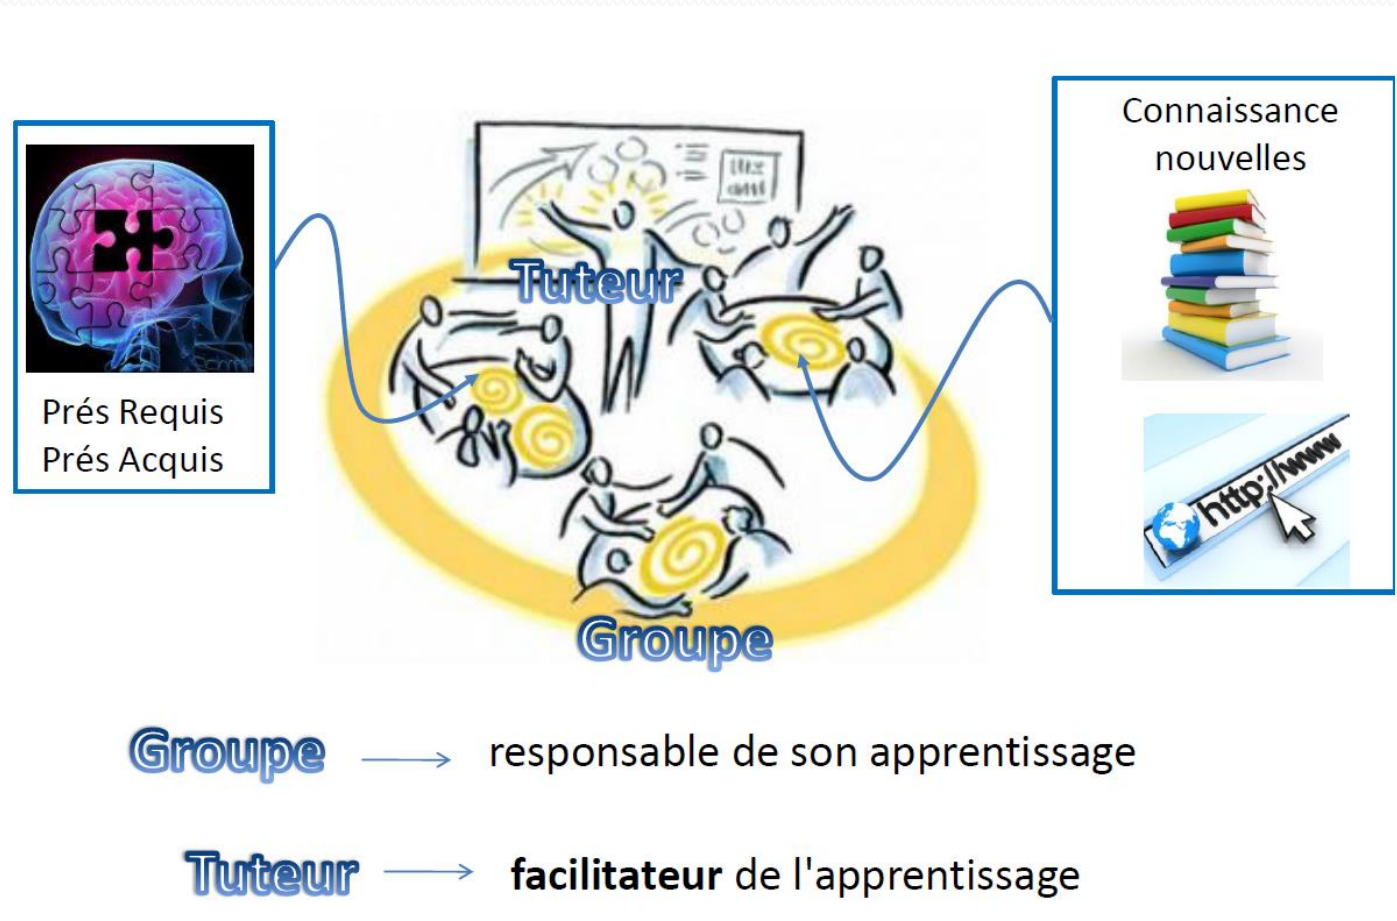 Connaissance
nouvelles
Tuteur
Prés Requis
Prés Acquis
http://www
Groupe
Groupe → responsable de son apprentissage
Tuteur → facilitateur de l'apprentissage